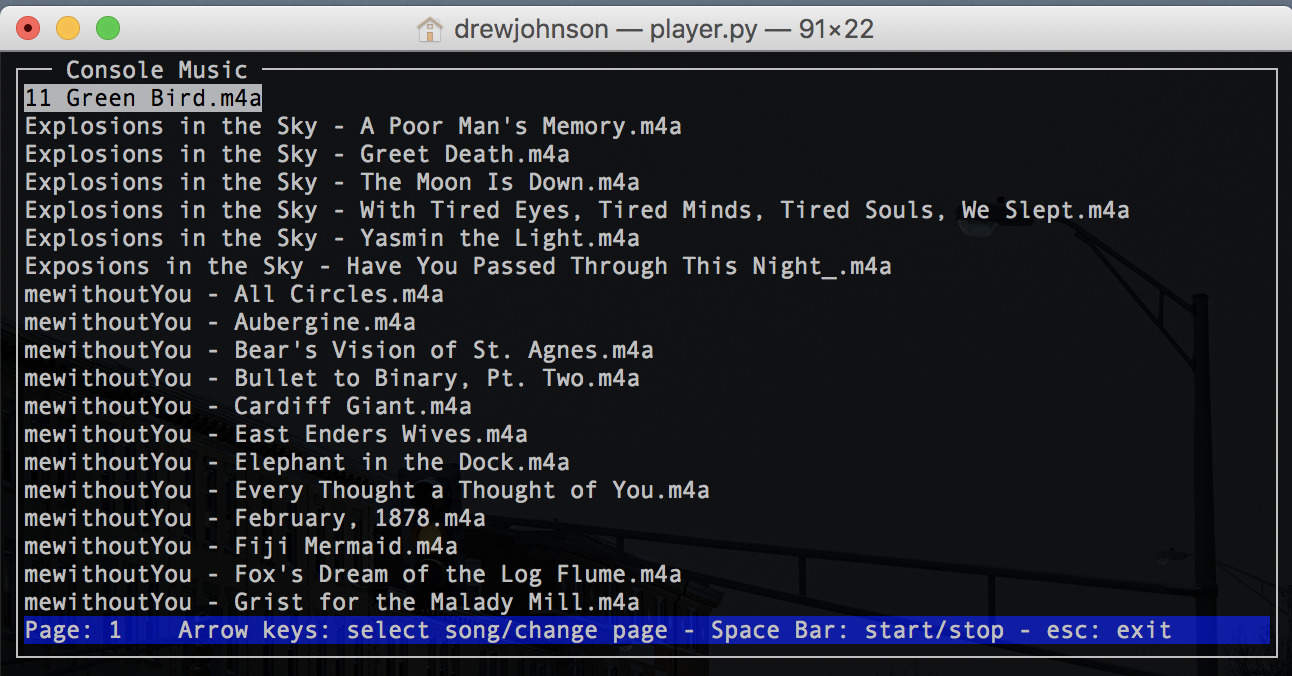 drewjohnson — player.py — 91×22
Console Music
11 Green Bird.m4a
Explosions in the Sky - A Poor Man's Memory.m4a
Explosions in the Sky - Greet Death.m4a
Explosions in the Sky - The Moon Is Down.m4a
Explosions in the Sky - With Tired Eyes, Tired Minds, Tired Souls, We Slept.m4a
Explosions in the Sky - Yasmin the Light.m4a
Exposions in the Sky - Have You Passed Through This Night_.m4a
mewithoutYou - All Circles.m4a
mewithoutYou - Aubergine.m4a
mewithoutYou - Bear's Vision of St. Agnes.m4a
mewithoutYou - Bullet to Binary, Pt. Two.m4a
mewithoutYou - Cardiff Giant.m4a
mewithoutYou - East Enders Wives.m4a
mewithoutYou - Elephant in the Dock.m4a
mewithoutYou - Every Thought a Thought of You.m4a
mewithoutYou - February, 1878.m4a
mewithoutYou - Fiji Mermaid.m4a
mewithoutYou - Fox's Dream of the Log Flume.m4a
mewithoutYou - Grist for the Malady Mill.m4a
Page: 1    Arrow keys: select song/change page - Space Bar: start/stop - esc: exit